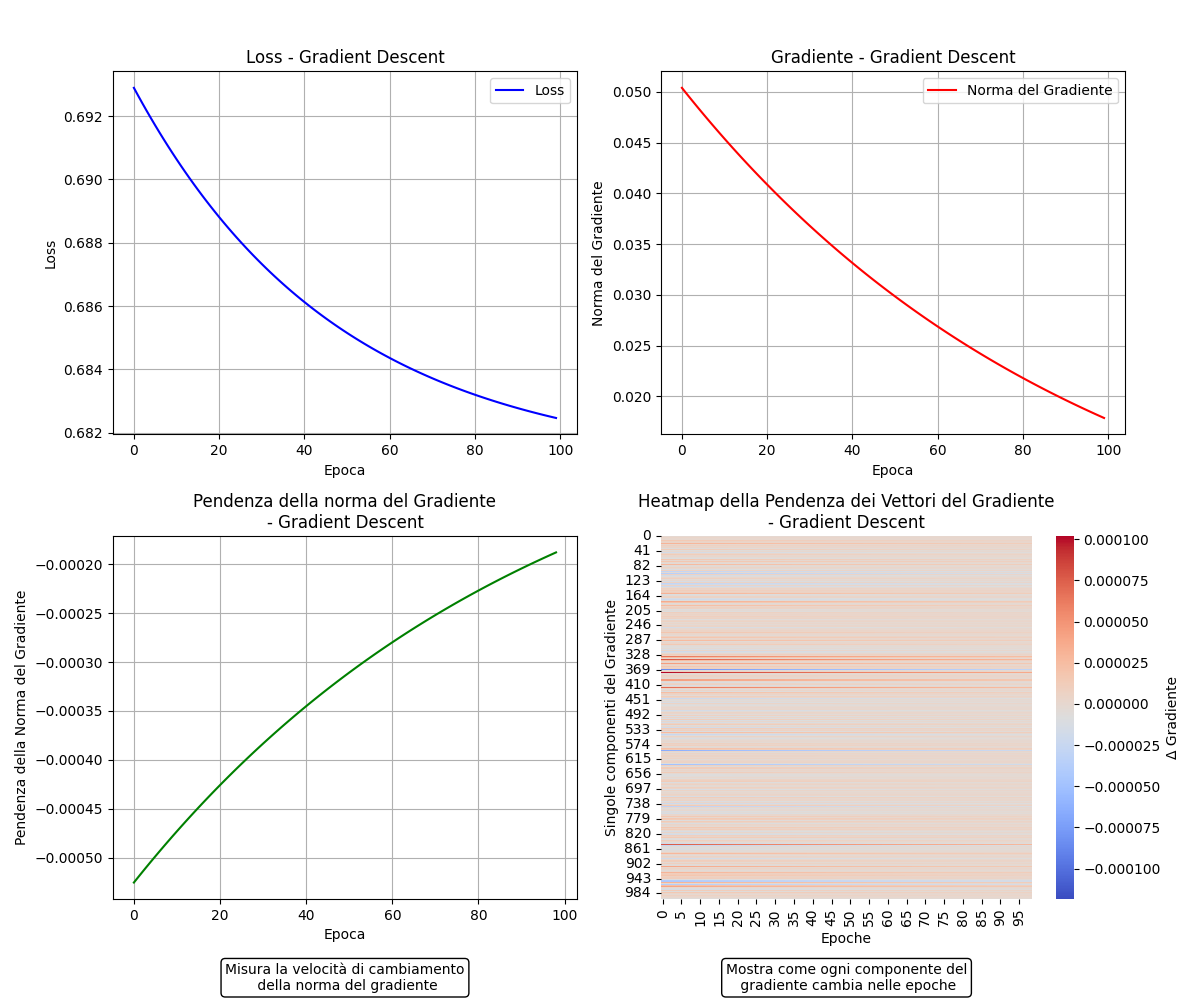 Loss - Gradient Descent
Loss
0.692
0.690
0.688
0.686
0.684
0.682
Loss
0 20 40 60 80 100
Epoca
Gradiente - Gradient Descent
Norma del Gradiente
0.050
0.045
0.040
0.035
0.030
0.025
0.020
Norma del Gradiente
0 20 40 60 80 100
Epoca
Pendenza della norma del Gradiente
- Gradient Descent
−0.00020
−0.00025
−0.00030
−0.00035
−0.00040
−0.00045
−0.00050
Pendenza della Norma del Gradiente
0 20 40 60 80 100
Epoca
Misura la velocità di cambiamento
della norma del gradiente
Heatmap della Pendenza dei Vettori del Gradiente
- Gradient Descent
0
41
82
123
164
205
246
287
328
369
410
451
492
533
574
615
656
697
738
779
820
861
902
943
984
Singole componenti del Gradiente
0 5 10 15 20 25 30 35 40 45 50 55 60 65 70 75 80 85 90 95
Epoche
0.000100
0.000075
0.000050
0.000025
0.000000
−0.000025
−0.000050
−0.000075
−0.000100
Δ Gradiente
Mostra come ogni componente del
gradiente cambia nelle epoche